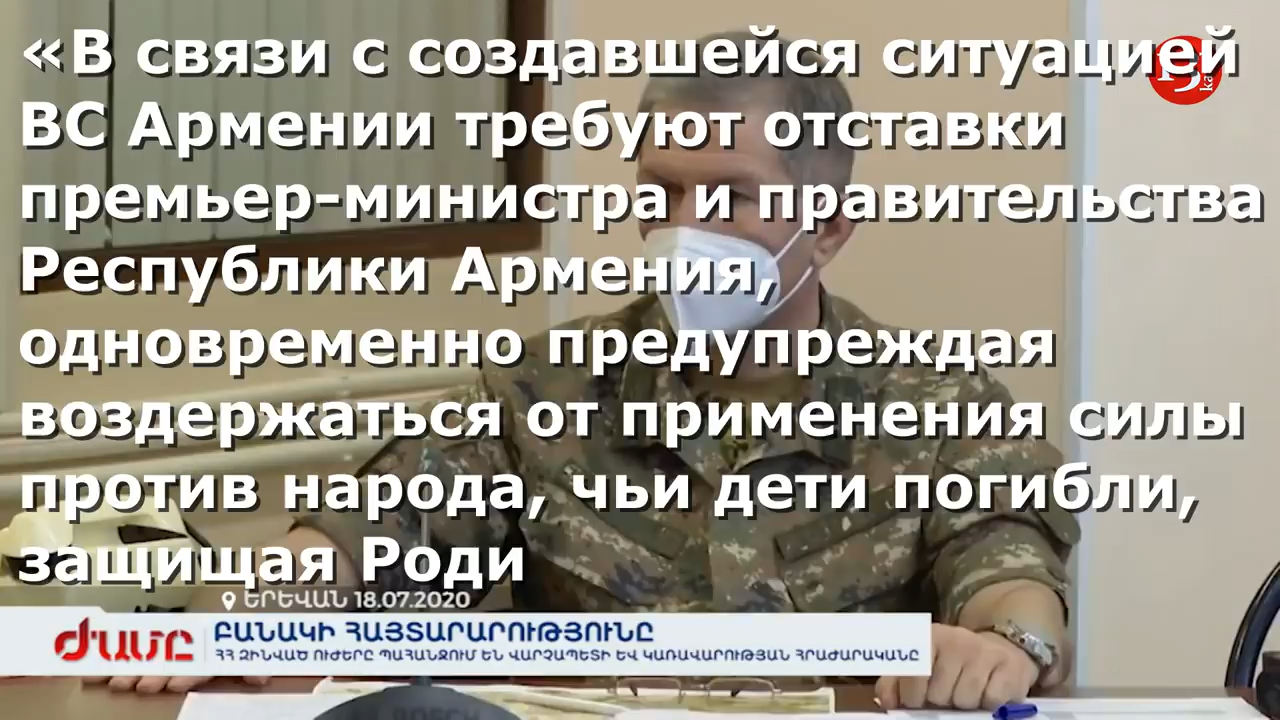 «В связи с создавшейся ситуацией
ВС Армении требуют отставки
премьер-министра и правительства
Республики Армения,
одновременно предупреждая
воздержаться от применения силы
против народа, чьи дети погибли,
защищая Роди
ԵՐԵՎԱՆ 18.07.2020
ԺԱՄԸ
ԲԱՆԱԿԻ ՀԱՅՏԱՐԱՐՈՒԹՅՈՒՆԸ
ՀՀ ԶԻՆՎԱԾ ՈՒԺԵՐԸ ՊԱՀԱՆՋՈՒՄ ԵՆ ՎԱՐՉԱՊԵՏԻ ԵՎ ԿԱՌԱՎԱՐՈՒԹՅԱՆ ՀՐԱԺԱՐԱԿԱՆԸ